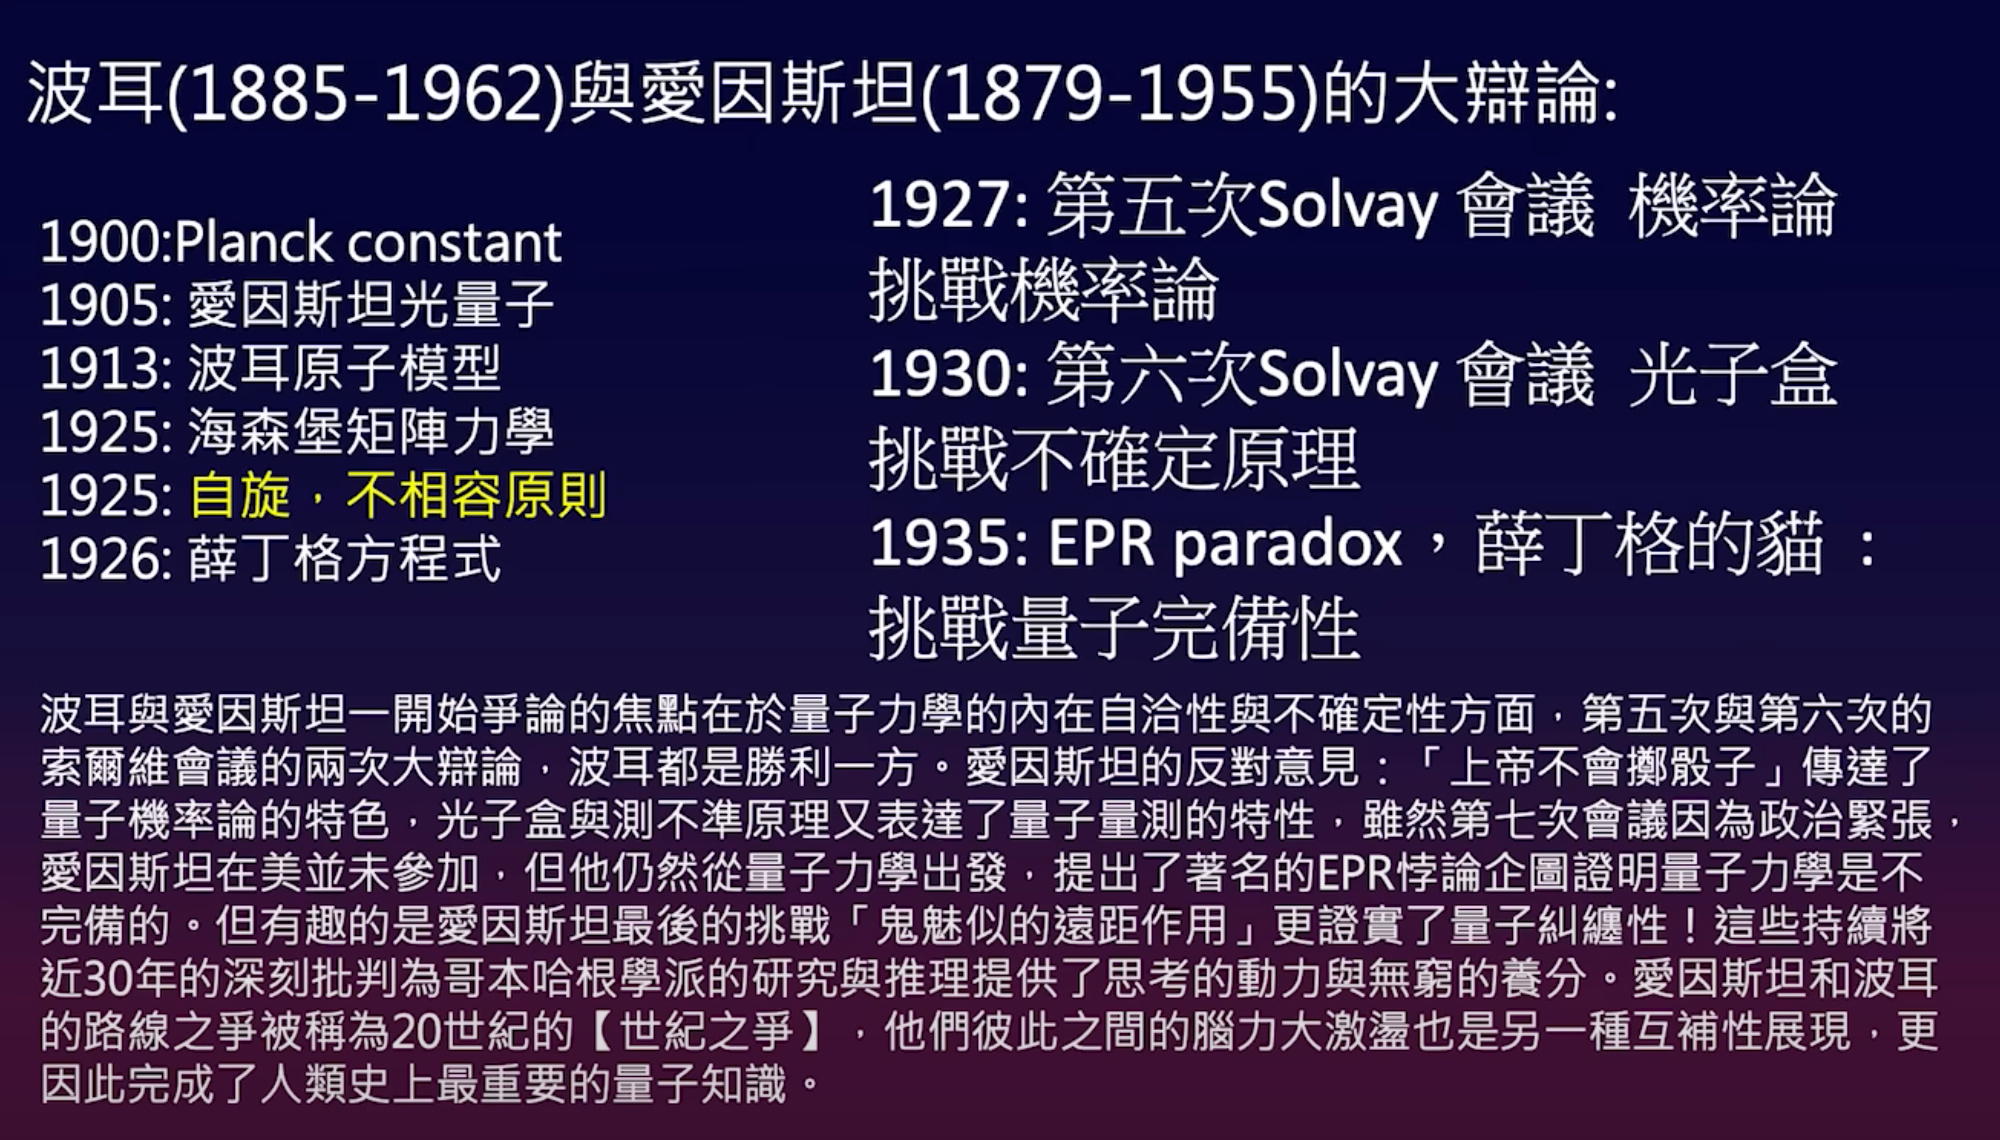 波耳(1885-1962)與愛因斯坦(1879-1955)的大辯論:
1900:Planck constant
1905: 愛因斯坦光量子
1913: 波耳原子模型
1925: 海森堡矩陣力學
1925: 自旋，不相容原則
1926: 薛丁格方程式
1927: 第五次Solvay 會議 機率論
挑戰機率論
1930: 第六次Solvay 會議 光子盒
挑戰不確定原理
1935: EPR paradox，薛丁格的貓：
挑戰量子完備性
波耳與愛因斯坦一開始爭論的焦點在於量子力學的內在自洽性與不確定性方面，第五次與第六次的
索爾維會議的兩次大辯論，波耳都是勝利一方。愛因斯坦的反對意見：「上帝不會擲骰子」傳達了
量子機率論的特色，光子盒與測不準原理又表達了量子量測的特性，雖然第七次會議因為政治緊張，
愛因斯坦在美並未參加，但他仍然從量子力學出發，提出了著名的EPR悖論企圖證明量子力學是不
完備的。但有趣的是愛因斯坦最後的挑戰「鬼魅似的遠距作用」更證實了量子糾纏性！這些持續將
近30年的深刻批判為哥本哈根學派的研究與推理提供了思考的動力與無窮的養分。愛因斯坦和波耳
的路線之爭被稱為20世紀的【世紀之爭】，他們彼此之間的腦力大激盪也是另一種互補性展現，更
因此完成了人類史上最重要的量子知識。